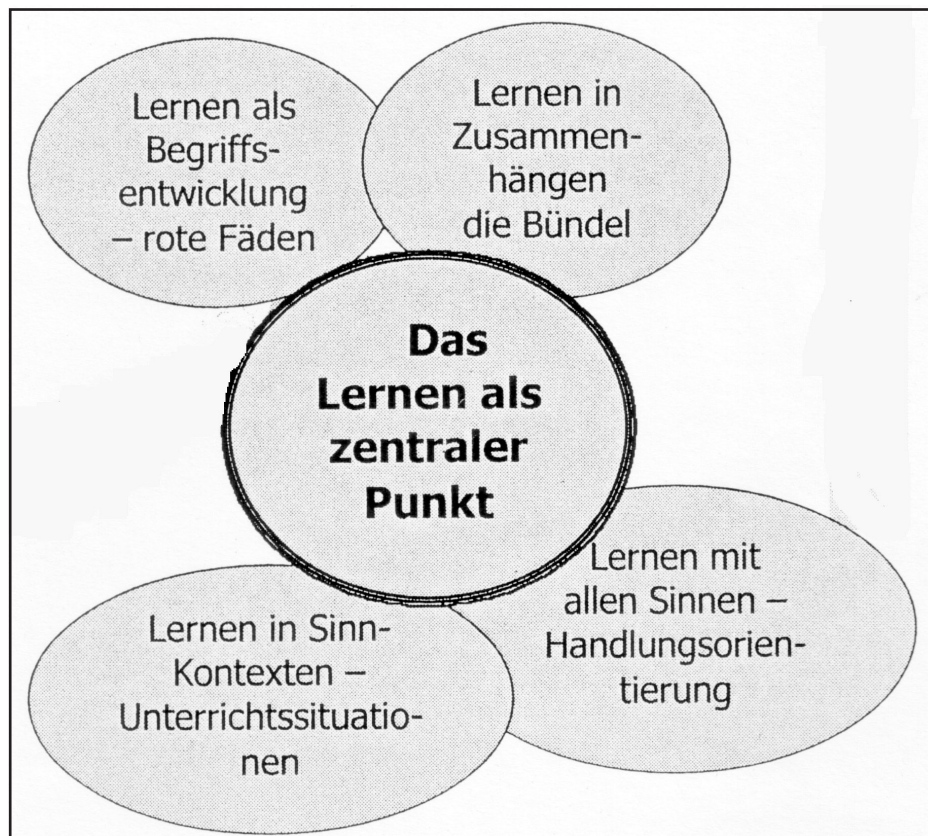 Lernen als
Begriffs-
entwicklung
– rote Fäden
Lernen in
Zusammen-
hängen
die Bündel
Das
Lernen als
zentraler
Punkt
Lernen mit
allen Sinnen –
Handlungsorien-
tierung
Lernen in Sinn-
Kontexten –
Unterrichtssituatio-
nen